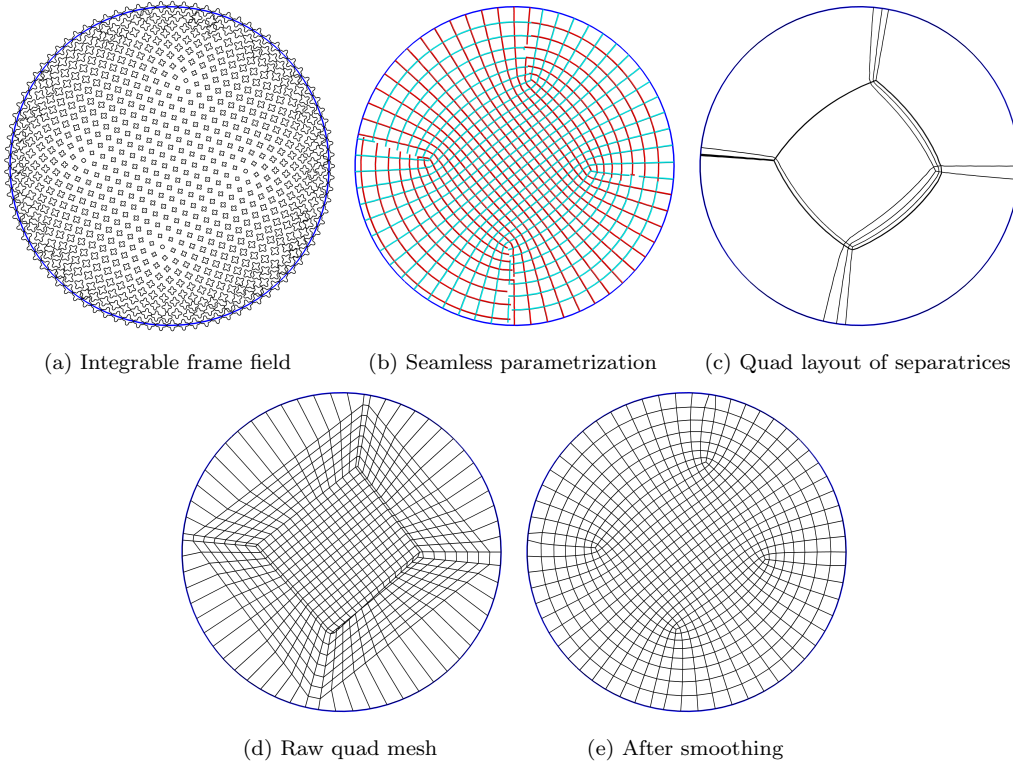 (a) Integrable frame field
(b) Seamless parametrization
(c) Quad layout of separatrices
(d) Raw quad mesh
(e) After smoothing